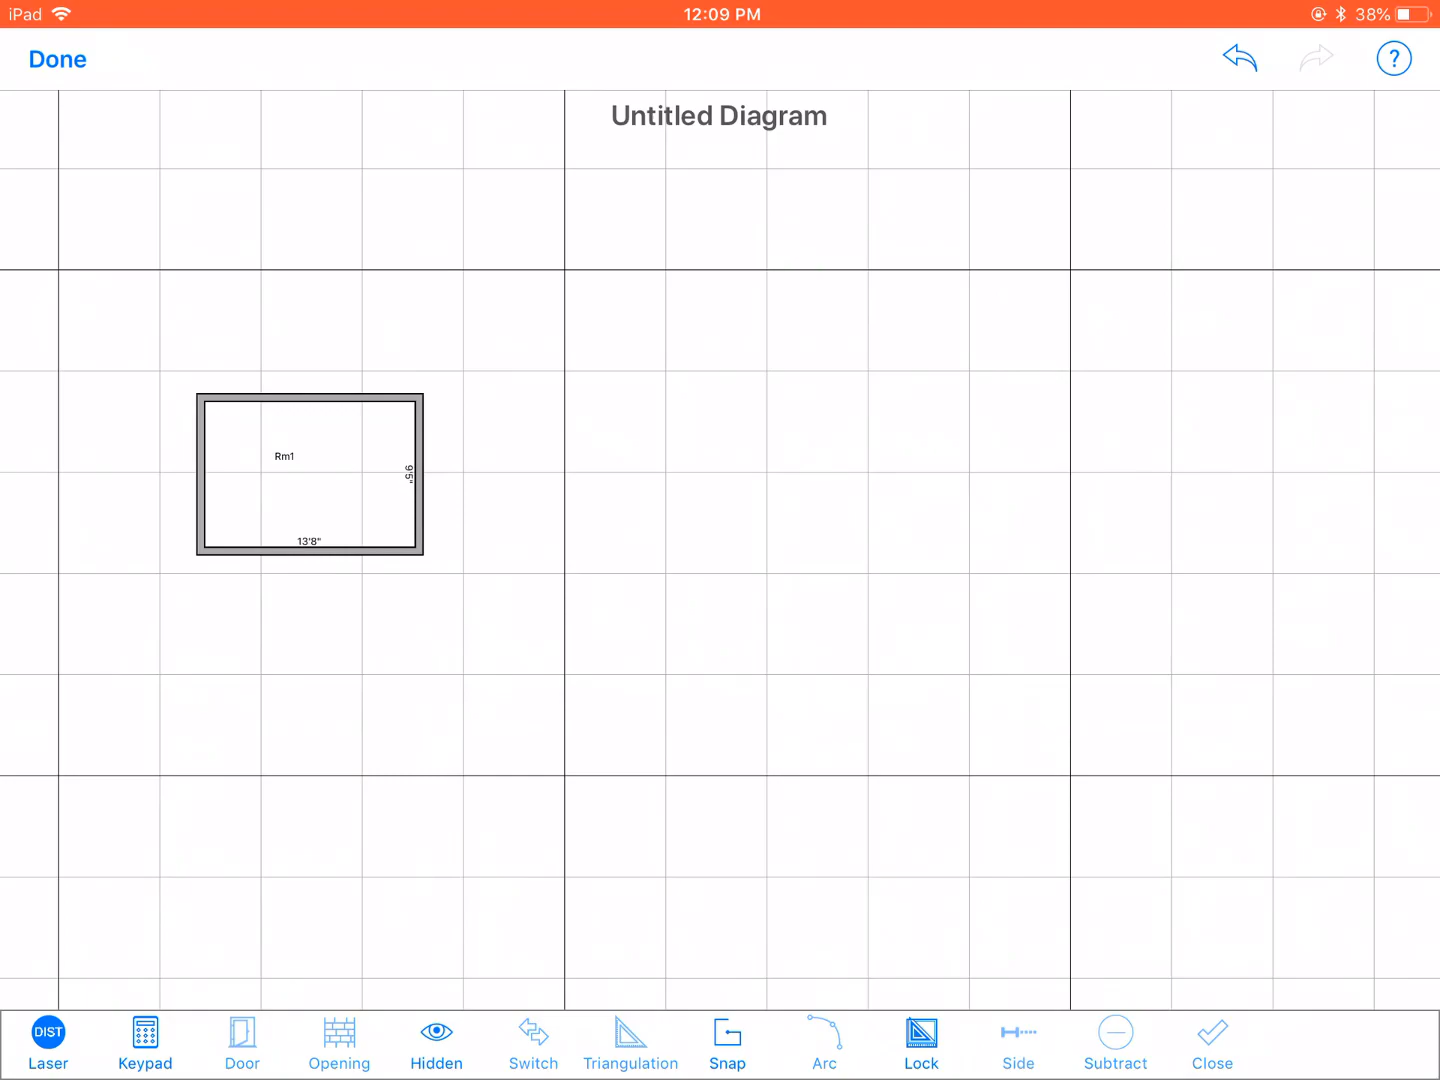 iPad 12:09 PM 38%
Done ?
Untitled Diagram
Rm1
9'5"
13'8"
DIST
Laser Keypad Door Opening Hidden Switch Triangulation Snap Arc Lock Side Subtract Close